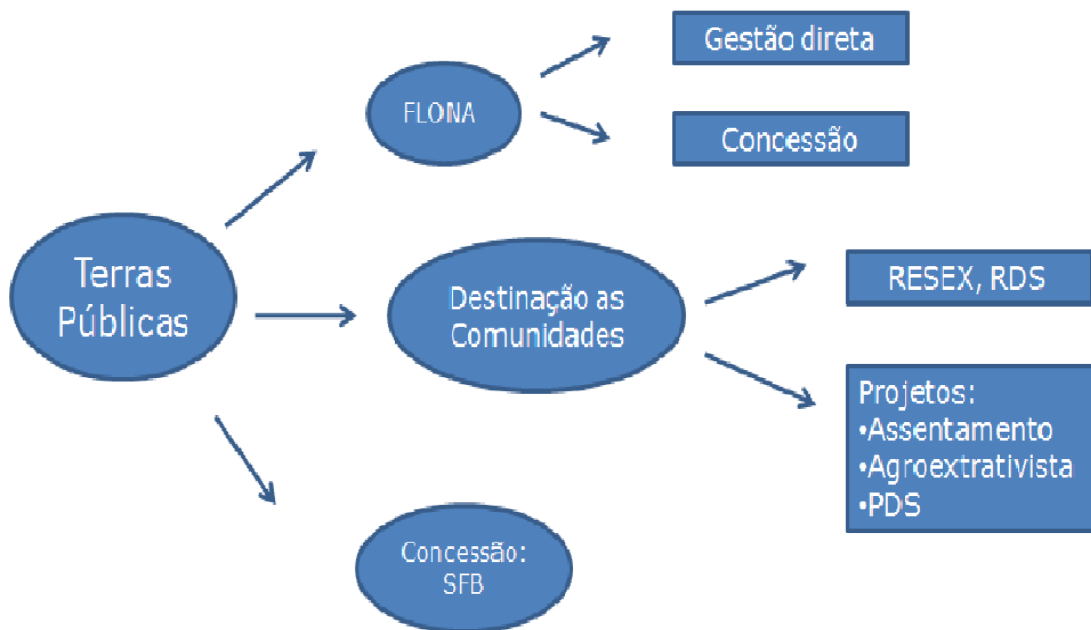 Gestão direta
FLONA
Concessão
Terras
Públicas
Destinação as
Comunidades
RESEX, RDS
Projetos:
•Assentamento
•Agroextrativista
•PDS
Concessão:
SFB